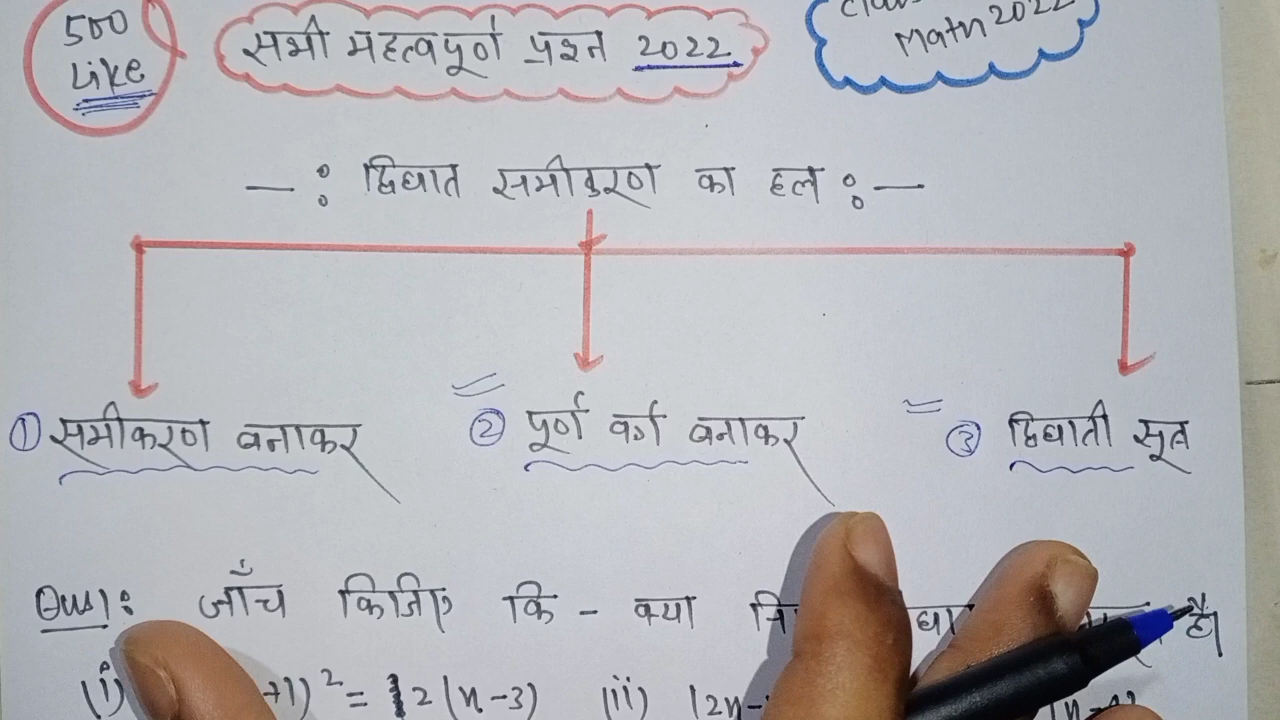 500
Like
सभी महत्वपूर्ण प्रश्न 2022
Math 2022
—: द्विघात समीकरण का हल :—
① समीकरण बनाकर
② पूर्ण वर्ग बनाकर
③ द्विघाती सूत्र
Qus1: जाँच किजिए कि - क्या है।
(i) +1)² = 2(x-3) (ii)